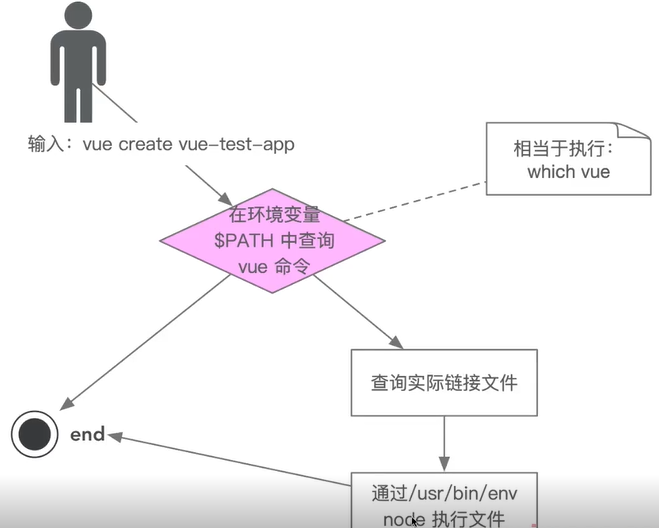 输入：vue create vue-test-app
相当于执行：
which vue
在环境变量
$PATH 中查询
vue 命令
查询实际链接文件
end
通过/usr/bin/env
node 执行文件